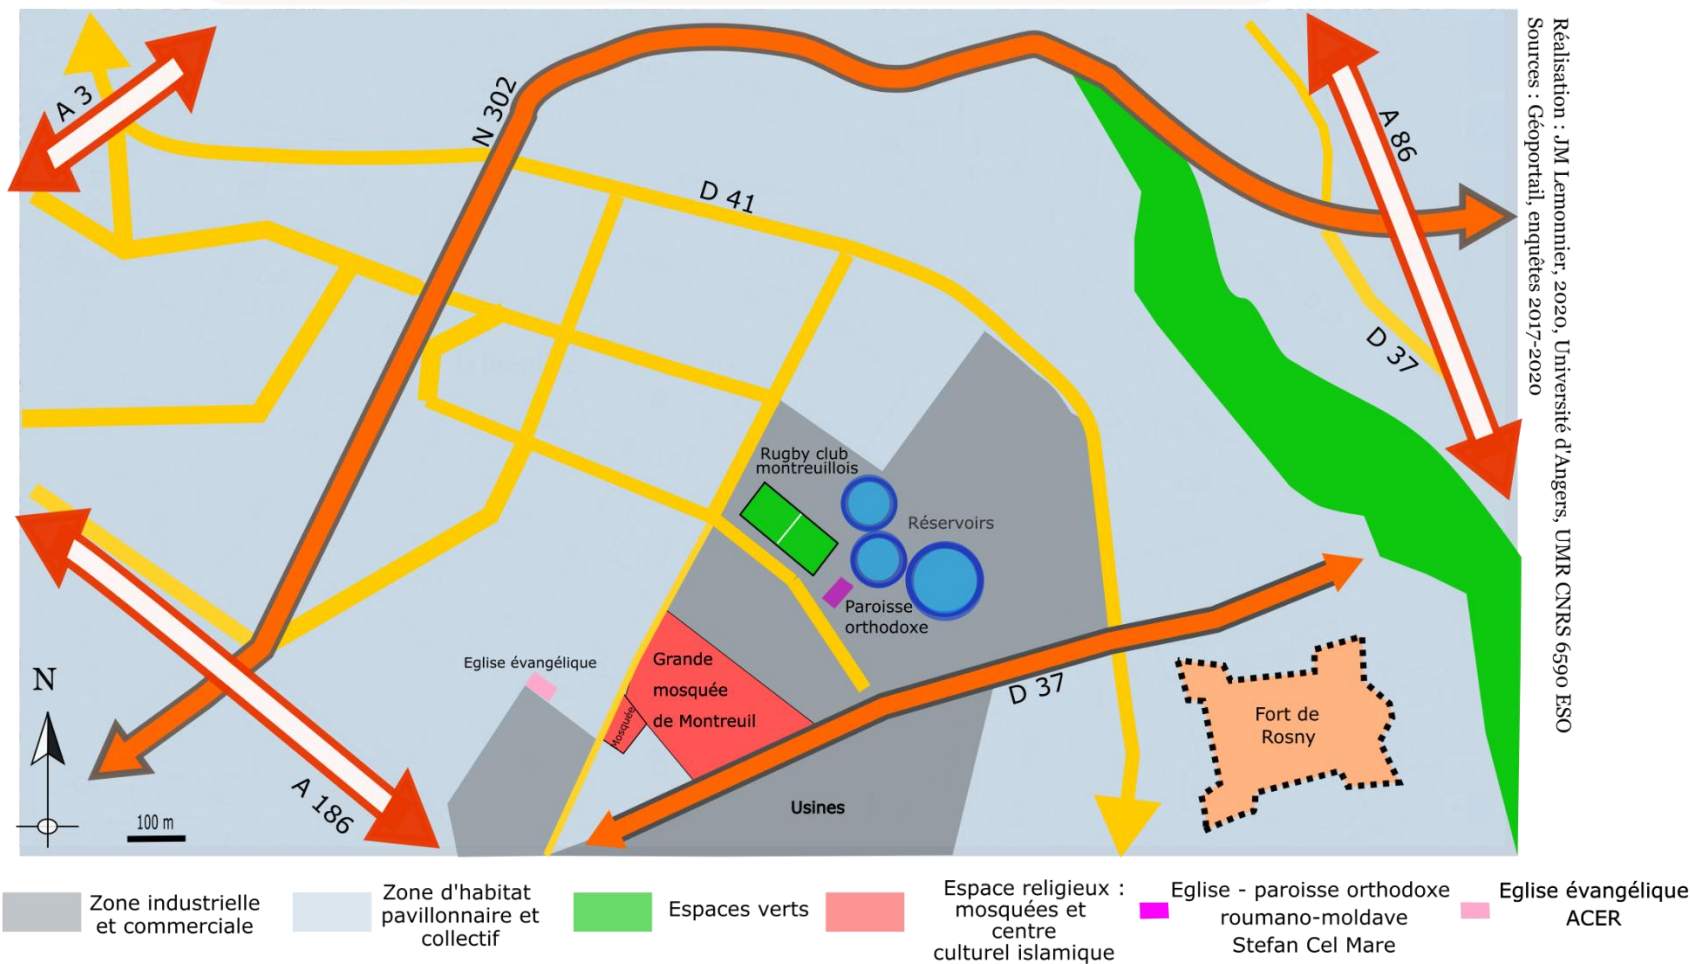 A 3
N 302
D 41
A 86
D 37
Rugby club
montreuillois
Réservoirs
Paroisse
orthodoxe
Eglise évangélique
Grande
mosquée
de Montreuil
Mosquée
D 37
Fort de
Rosny
Usines
N
A 186
100 m
Réalisation : JM Lemonnier, 2020, Université d'Angers, UMR CNRS 6590 ESO
Sources : Géoportail, enquêtes 2017-2020
Zone industrielle
et commerciale
Zone d'habitat
pavillonnaire et
collectif
Espaces verts
Espace religieux :
mosquées et
centre
culturel islamique
Eglise - paroisse orthodoxe
roumano-moldave
Stefan Cel Mare
Eglise évangélique
ACER